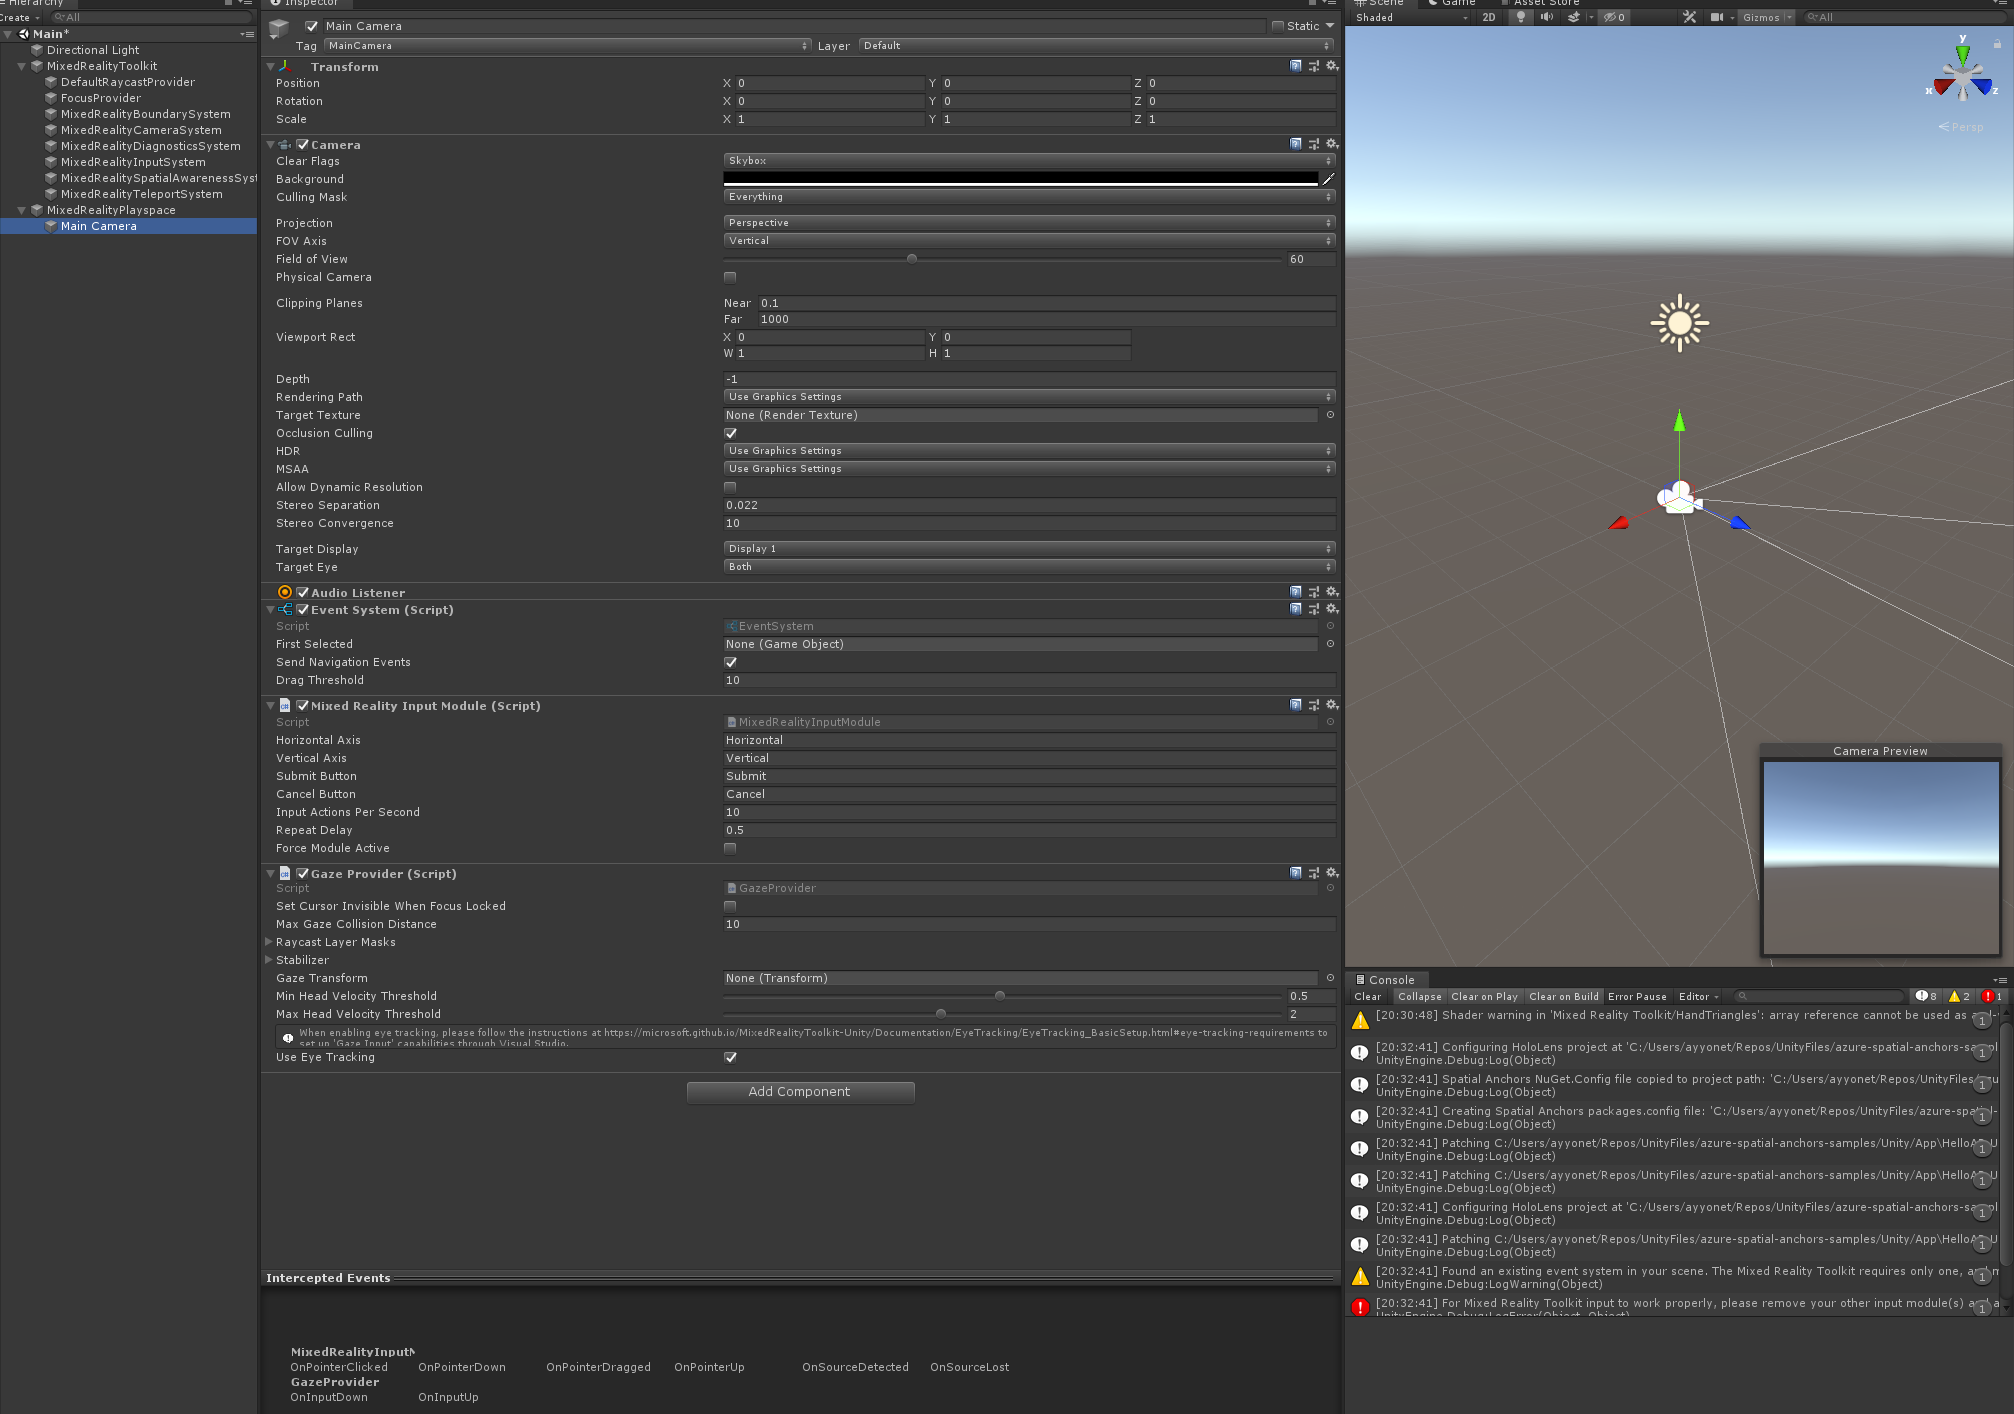 Hierarchy
Create
All
Main*
Directional Light
MixedRealityToolkit
DefaultRaycastProvider
FocusProvider
MixedRealityBoundarySystem
MixedRealityCameraSystem
MixedRealityDiagnosticsSystem
MixedRealityInputSystem
MixedRealitySpatialAwarenessSyst
MixedRealityTeleportSystem
MixedRealityPlayspace
Main Camera
Inspector
Main Camera
Static
Tag MainCamera Layer Default
Transform
Position X 0 Y 0 Z 0
Rotation X 0 Y 0 Z 0
Scale X 1 Y 1 Z 1
Camera
Clear Flags Skybox
Background
Culling Mask Everything
Projection Perspective
FOV Axis Vertical
Field of View 60
Physical Camera
Clipping Planes Near 0.1
Far 1000
Viewport Rect X 0 Y 0
W 1 H 1
Depth -1
Rendering Path Use Graphics Settings
Target Texture None (Render Texture)
Occlusion Culling
HDR Use Graphics Settings
MSAA Use Graphics Settings
Allow Dynamic Resolution
Stereo Separation 0.022
Stereo Convergence 10
Target Display Display 1
Target Eye Both
Audio Listener
Event System (Script)
Script EventSystem
First Selected None (Game Object)
Send Navigation Events
Drag Threshold 10
Mixed Reality Input Module (Script)
Script MixedRealityInputModule
Horizontal Axis Horizontal
Vertical Axis Vertical
Submit Button Submit
Cancel Button Cancel
Input Actions Per Second 10
Repeat Delay 0.5
Force Module Active
Gaze Provider (Script)
Script GazeProvider
Set Cursor Invisible When Focus Locked
Max Gaze Collision Distance 10
Raycast Layer Masks
Stabilizer
Gaze Transform None (Transform)
Min Head Velocity Threshold 0.5
Max Head Velocity Threshold 2
When enabling eye tracking, please follow the instructions at https://microsoft.github.io/MixedRealityToolkit-Unity/Documentation/EyeTracking/EyeTracking_BasicSetup.html#eye-tracking-requirements to
set up 'Gaze Input' capabilities through Visual Studio.
Use Eye Tracking
Add Component
Intercepted Events
MixedRealityInputM
OnPointerClicked OnPointerDown OnPointerDragged OnPointerUp OnSourceDetected OnSourceLost
GazeProvider
OnInputDown OnInputUp
Scene Game Asset Store
Shaded 2D 0 Gizmos All
y
x z
Persp
Camera Preview
Console
Clear Collapse Clear on Play Clear on Build Error Pause Editor 8 2 1
[20:30:48] Shader warning in 'Mixed Reality Toolkit/HandTriangles': array reference cannot be used as 1
[20:32:41] Configuring HoloLens project at 'C:/Users/ayyonet/Repos/UnityFiles/azure-spatial-anchors-
UnityEngine.Debug:Log(Object) 1
[20:32:41] Spatial Anchors NuGet.Config file copied to project path: 'C:/Users/ayyonet/Repos/UnityFiles/
UnityEngine.Debug:Log(Object) 1
[20:32:41] Creating Spatial Anchors packages.config file: 'C:/Users/ayyonet/Repos/UnityFiles/azure-
UnityEngine.Debug:Log(Object) 1
[20:32:41] Patching C:/Users/ayyonet/Repos/UnityFiles/azure-spatial-anchors-samples/Unity/App\
UnityEngine.Debug:Log(Object) 1
[20:32:41] Patching C:/Users/ayyonet/Repos/UnityFiles/azure-spatial-anchors-samples/Unity/App\
UnityEngine.Debug:Log(Object) 1
[20:32:41] Configuring HoloLens project at 'C:/Users/ayyonet/Repos/UnityFiles/azure-spatial-anchors-
UnityEngine.Debug:Log(Object) 1
[20:32:41] Patching C:/Users/ayyonet/Repos/UnityFiles/azure-spatial-anchors-samples/Unity/App\
UnityEngine.Debug:Log(Object) 1
[20:32:41] Found an existing event system in your scene. The Mixed Reality Toolkit requires only one,
UnityEngine.Debug:LogWarning(Object) 1
[20:32:41] For Mixed Reality Toolkit input to work properly, please remove your other input module(s)
UnityEngine.Debug:LogError(Object, Object) 1